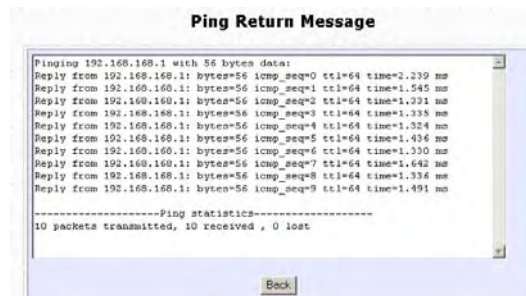 Ping Return Message
Pinging 192.168.168.1 with 56 bytes data:
Reply from 192.168.168.1: bytes=56 icmp_seq=0 ttl=64 time=2.239 ms
Reply from 192.168.168.1: bytes=56 icmp_seq=1 ttl=64 time=1.545 ms
Reply from 192.168.168.1: bytes=56 icmp_seq=2 ttl=64 time=1.331 ms
Reply from 192.168.168.1: bytes=56 icmp_seq=3 ttl=64 time=1.335 ms
Reply from 192.168.168.1: bytes=56 icmp_seq=4 ttl=64 time=1.324 ms
Reply from 192.168.168.1: bytes=56 icmp_seq=5 ttl=64 time=1.436 ms
Reply from 192.168.168.1: bytes=56 icmp_seq=6 ttl=64 time=1.330 ms
Reply from 192.168.168.1: bytes=56 icmp_seq=7 ttl=64 time=1.642 ms
Reply from 192.168.168.1: bytes=56 icmp_seq=8 ttl=64 time=1.336 ms
Reply from 192.168.168.1: bytes=56 icmp_seq=9 ttl=64 time=1.491 ms
-------------------Ping statistics------------------
10 packets transmitted, 10 received , 0 lost
Back